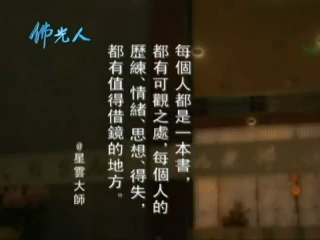 佛光人
每個人都是一本書,
都有可觀之處,每個人的
歷練、情緒、思想、得失,
都有值得借鏡的地方。
@星雲大師